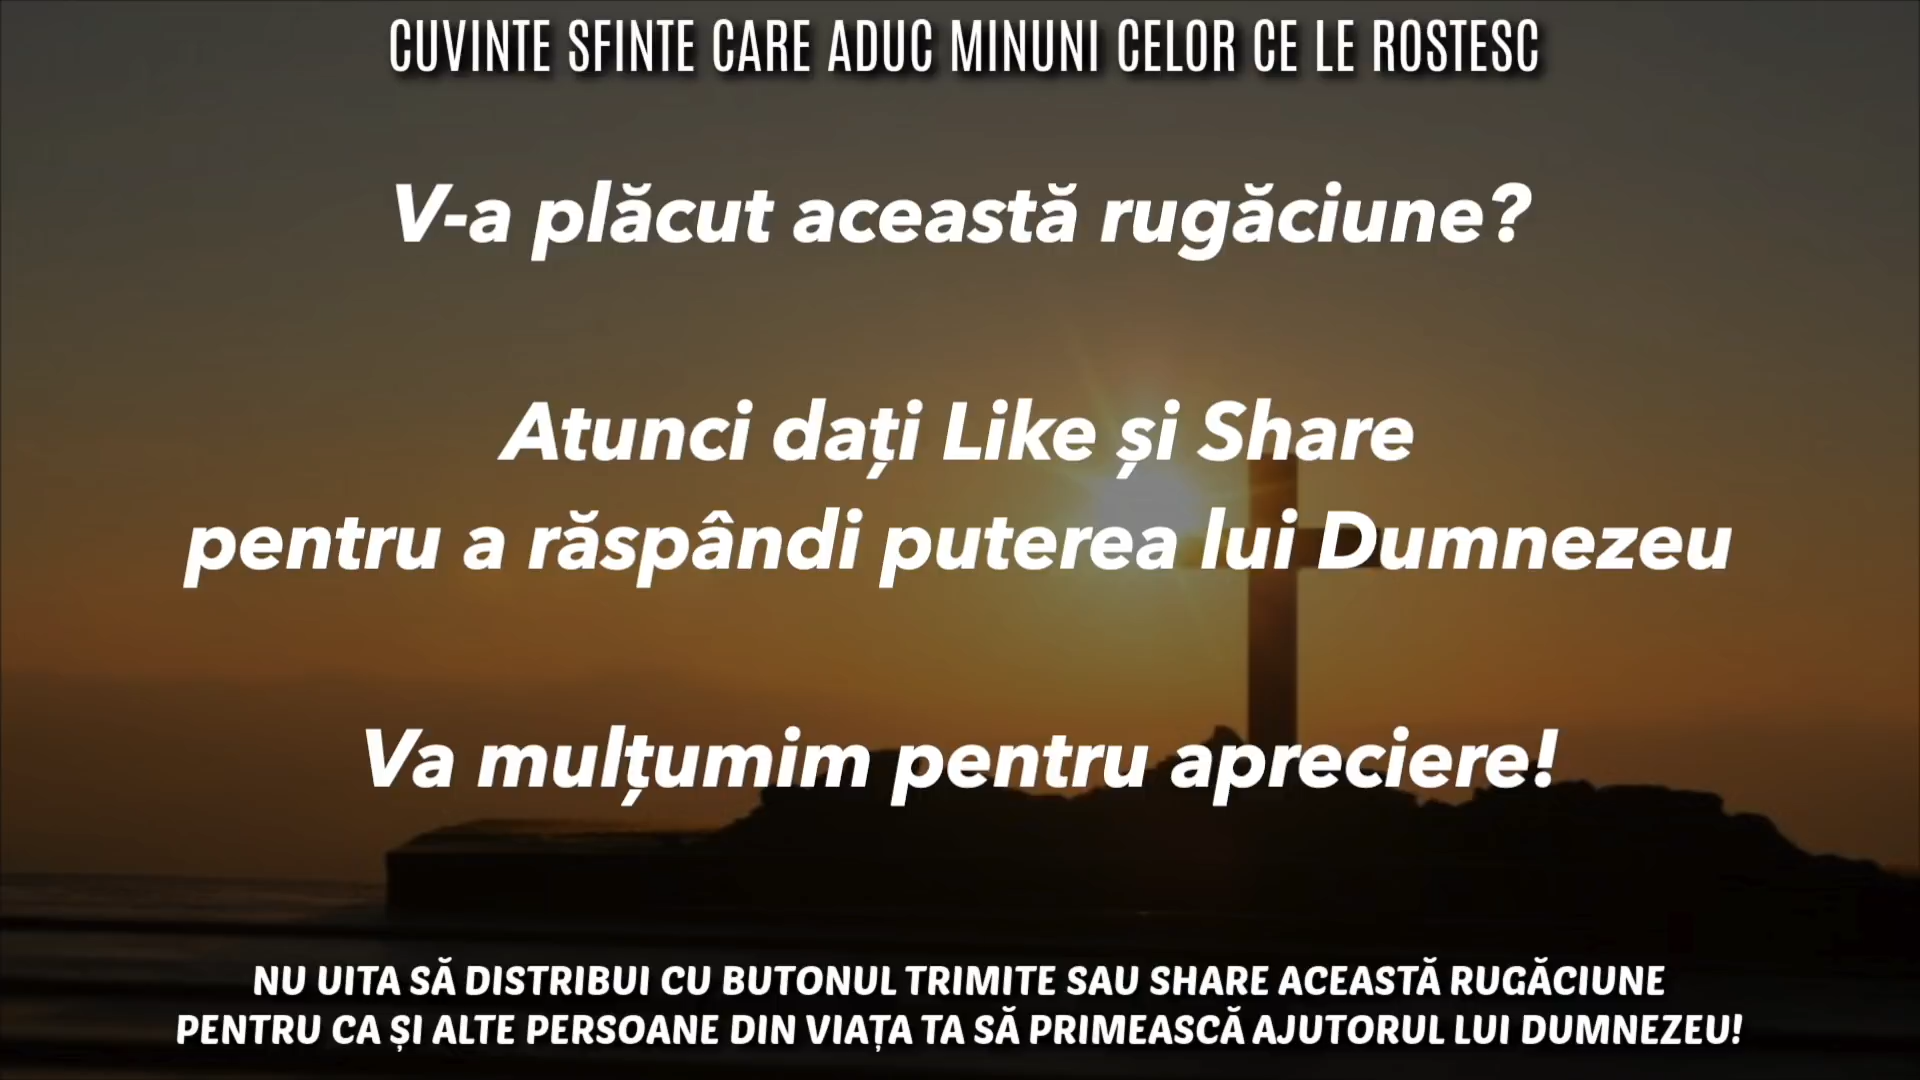 CUVINTE SFINTE CARE ADUC MINUNI CELOR CE LE ROSTESC
V-a plăcut această rugăciune?
Atunci dați Like și Share
pentru a răspândi puterea lui Dumnezeu
Va mulțumim pentru apreciere!
NU UITA SĂ DISTRIBUI CU BUTONUL TRIMITE SAU SHARE ACEASTĂ RUGĂCIUNE
PENTRU CA ȘI ALTE PERSOANE DIN VIAȚA TA SĂ PRIMEASCĂ AJUTORUL LUI DUMNEZEU!